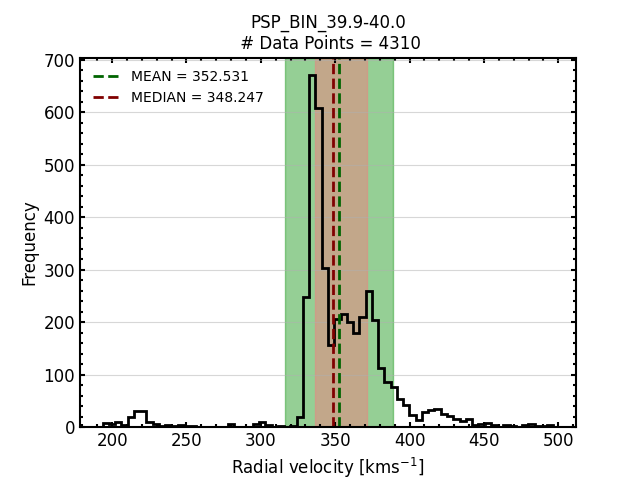 PSP_BIN_39.9-40.0
# Data Points = 4310
MEAN = 352.531
MEDIAN = 348.247
700
600
500
400
300
200
100
0
Frequency
200 250 300 350 400 450 500
Radial velocity [kms⁻¹]